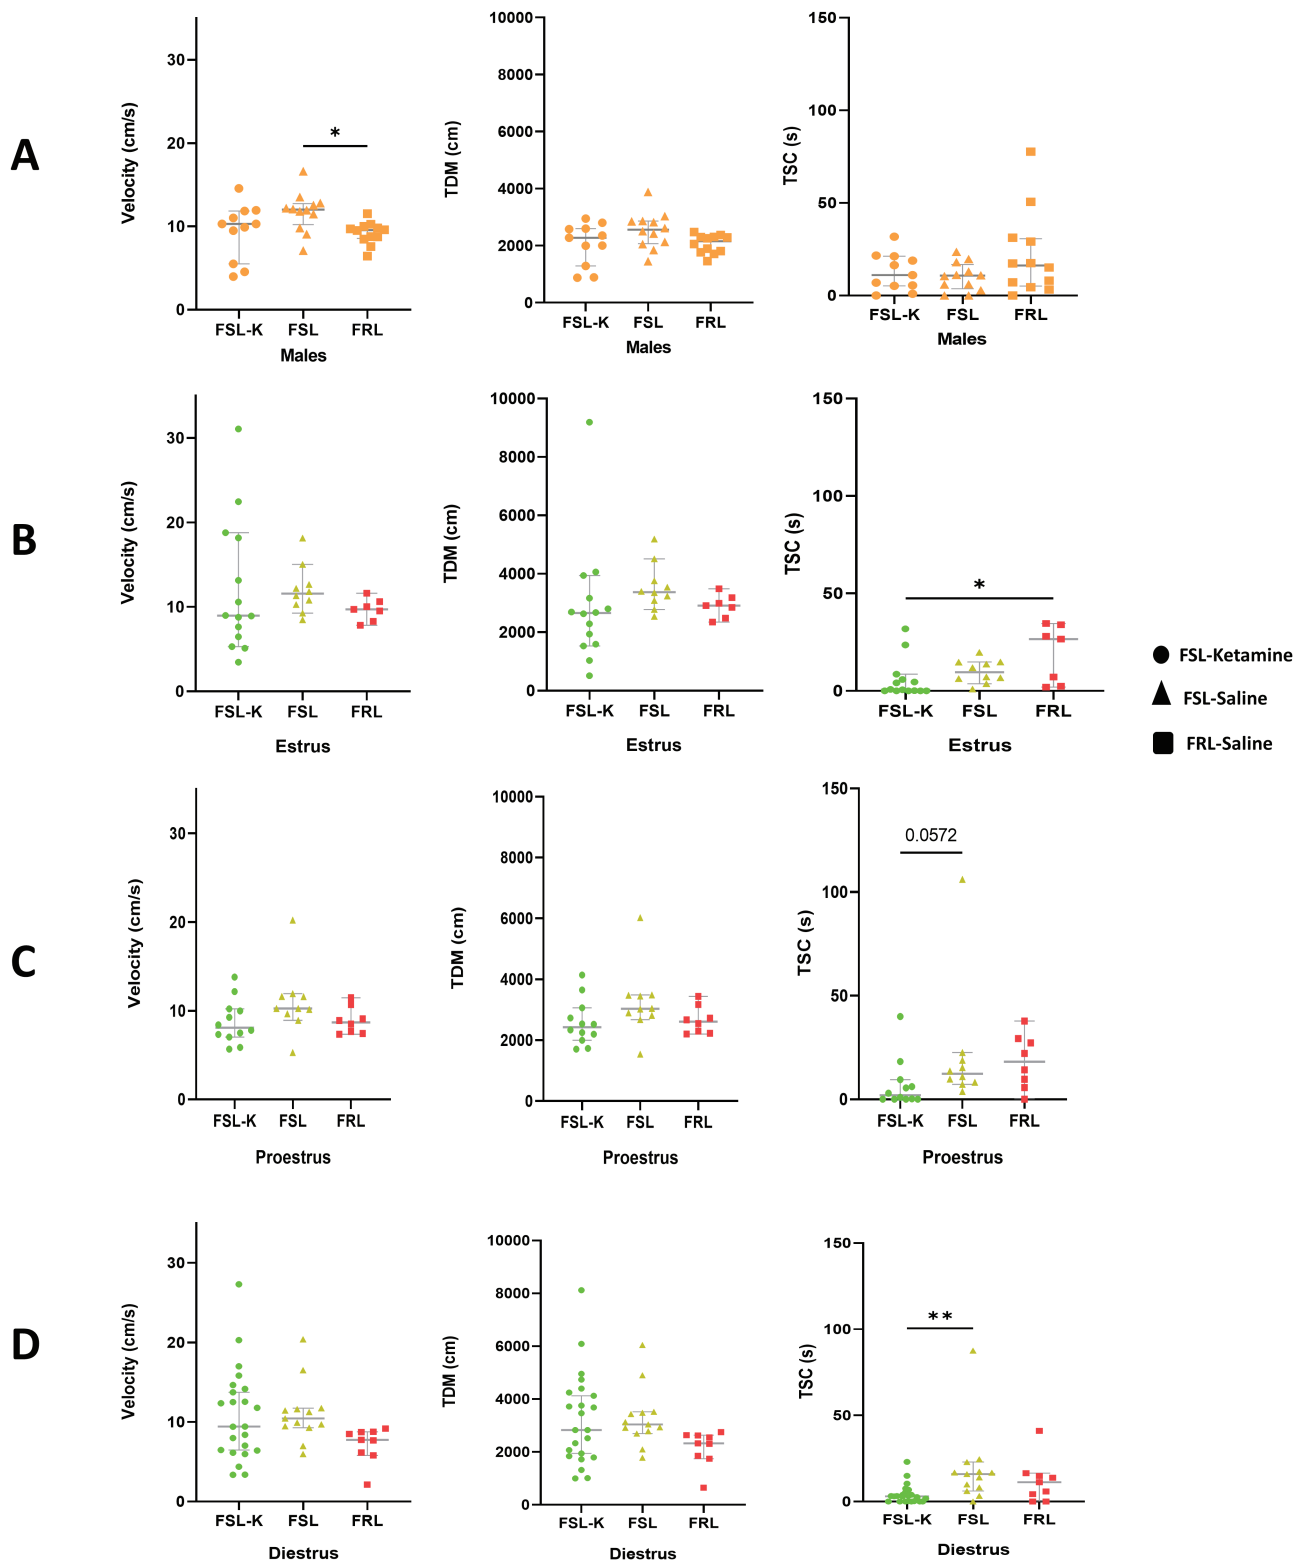 A
Velocity (cm/s)
30
20
10
0
*
FSL-K FSL FRL
Males
TDM (cm)
10000
8000
6000
4000
2000
0
FSL-K FSL FRL
Males
TSC (s)
150
100
50
0
FSL-K FSL FRL
Males
B
Velocity (cm/s)
30
20
10
0
FSL-K FSL FRL
Estrus
TDM (cm)
10000
8000
6000
4000
2000
0
FSL-K FSL FRL
Estrus
TSC (s)
150
100
50
0
*
FSL-K FSL FRL
Estrus
FSL-Ketamine
FSL-Saline
FRL-Saline
C
Velocity (cm/s)
30
20
10
0
FSL-K FSL FRL
Proestrus
TDM (cm)
10000
8000
6000
4000
2000
0
FSL-K FSL FRL
Proestrus
TSC (s)
150
100
50
0
0.0572
FSL-K FSL FRL
Proestrus
D
Velocity (cm/s)
30
20
10
0
FSL-K FSL FRL
Diestrus
TDM (cm)
10000
8000
6000
4000
2000
0
FSL-K FSL FRL
Diestrus
TSC (s)
150
100
50
0
**
FSL-K FSL FRL
Diestrus